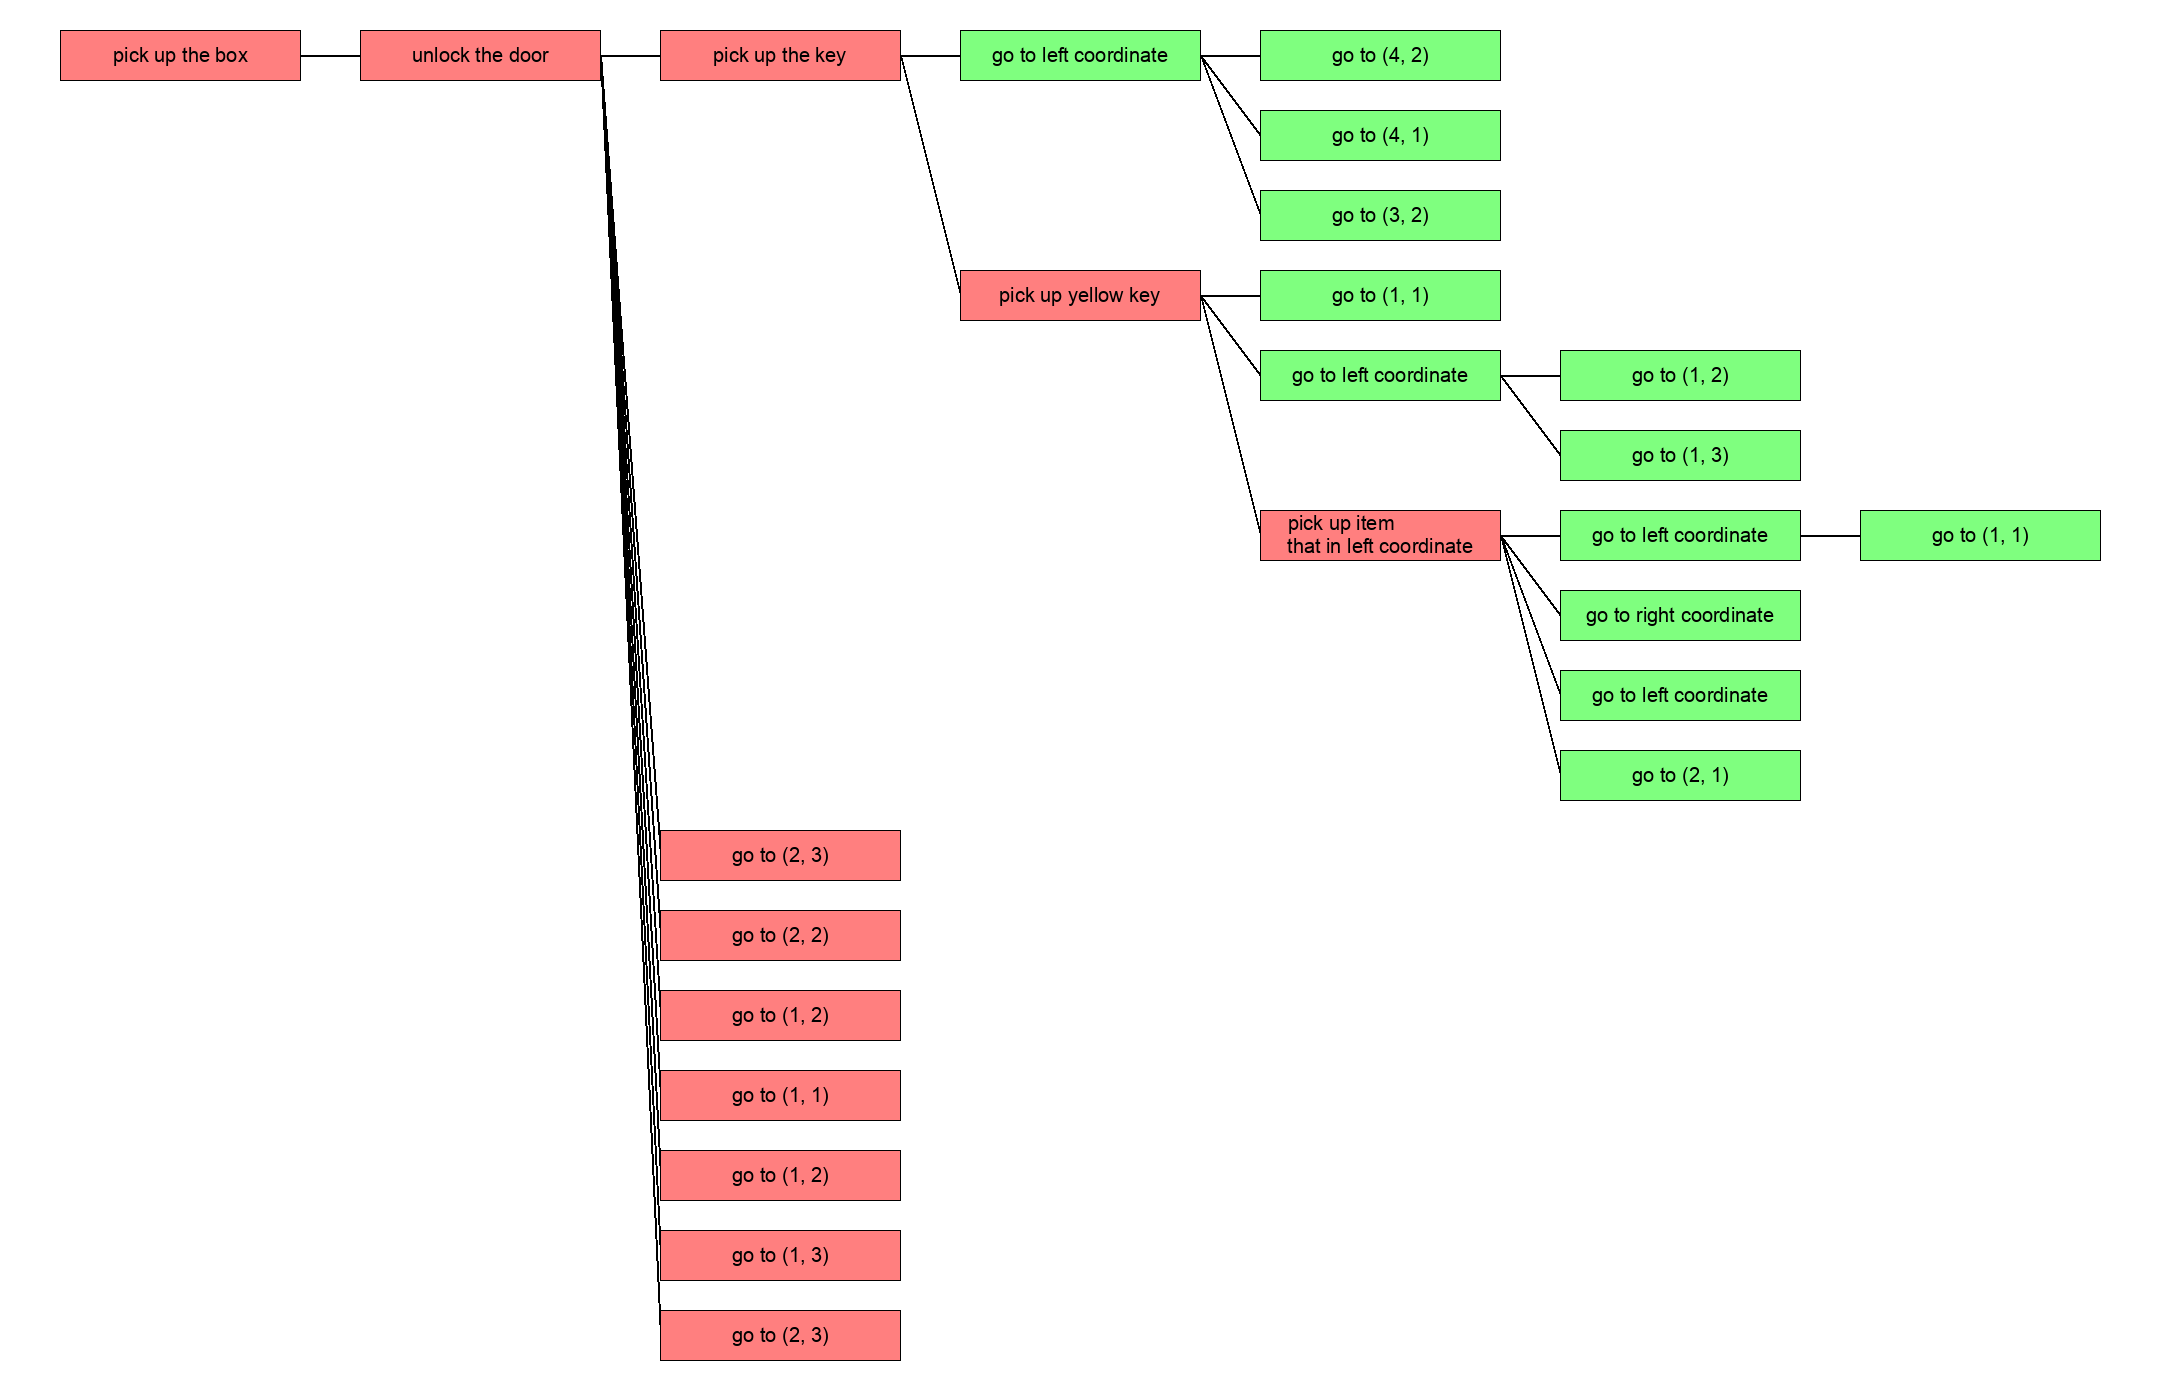 pick up the box
unlock the door
pick up the key
go to left coordinate
go to (4, 2)
go to (4, 1)
go to (3, 2)
pick up yellow key
go to (1, 1)
go to left coordinate
go to (1, 2)
go to (1, 3)
pick up item
that in left coordinate
go to left coordinate
go to (1, 1)
go to right coordinate
go to left coordinate
go to (2, 1)
go to (2, 3)
go to (2, 2)
go to (1, 2)
go to (1, 1)
go to (1, 2)
go to (1, 3)
go to (2, 3)